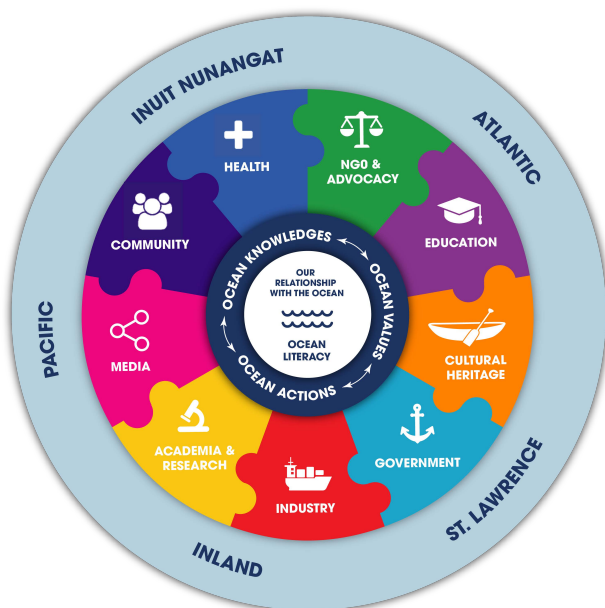 INUIT NUNANGAT
ATLANTIC
ST. LAWRENCE
INLAND
PACIFIC
HEALTH
NGO &
ADVOCACY
EDUCATION
CULTURAL
HERITAGE
GOVERNMENT
INDUSTRY
ACADEMIA &
RESEARCH
MEDIA
COMMUNITY
OCEAN KNOWLEDGES
OCEAN VALUES
OCEAN ACTIONS
OUR
RELATIONSHIP
WITH THE OCEAN
OCEAN
LITERACY